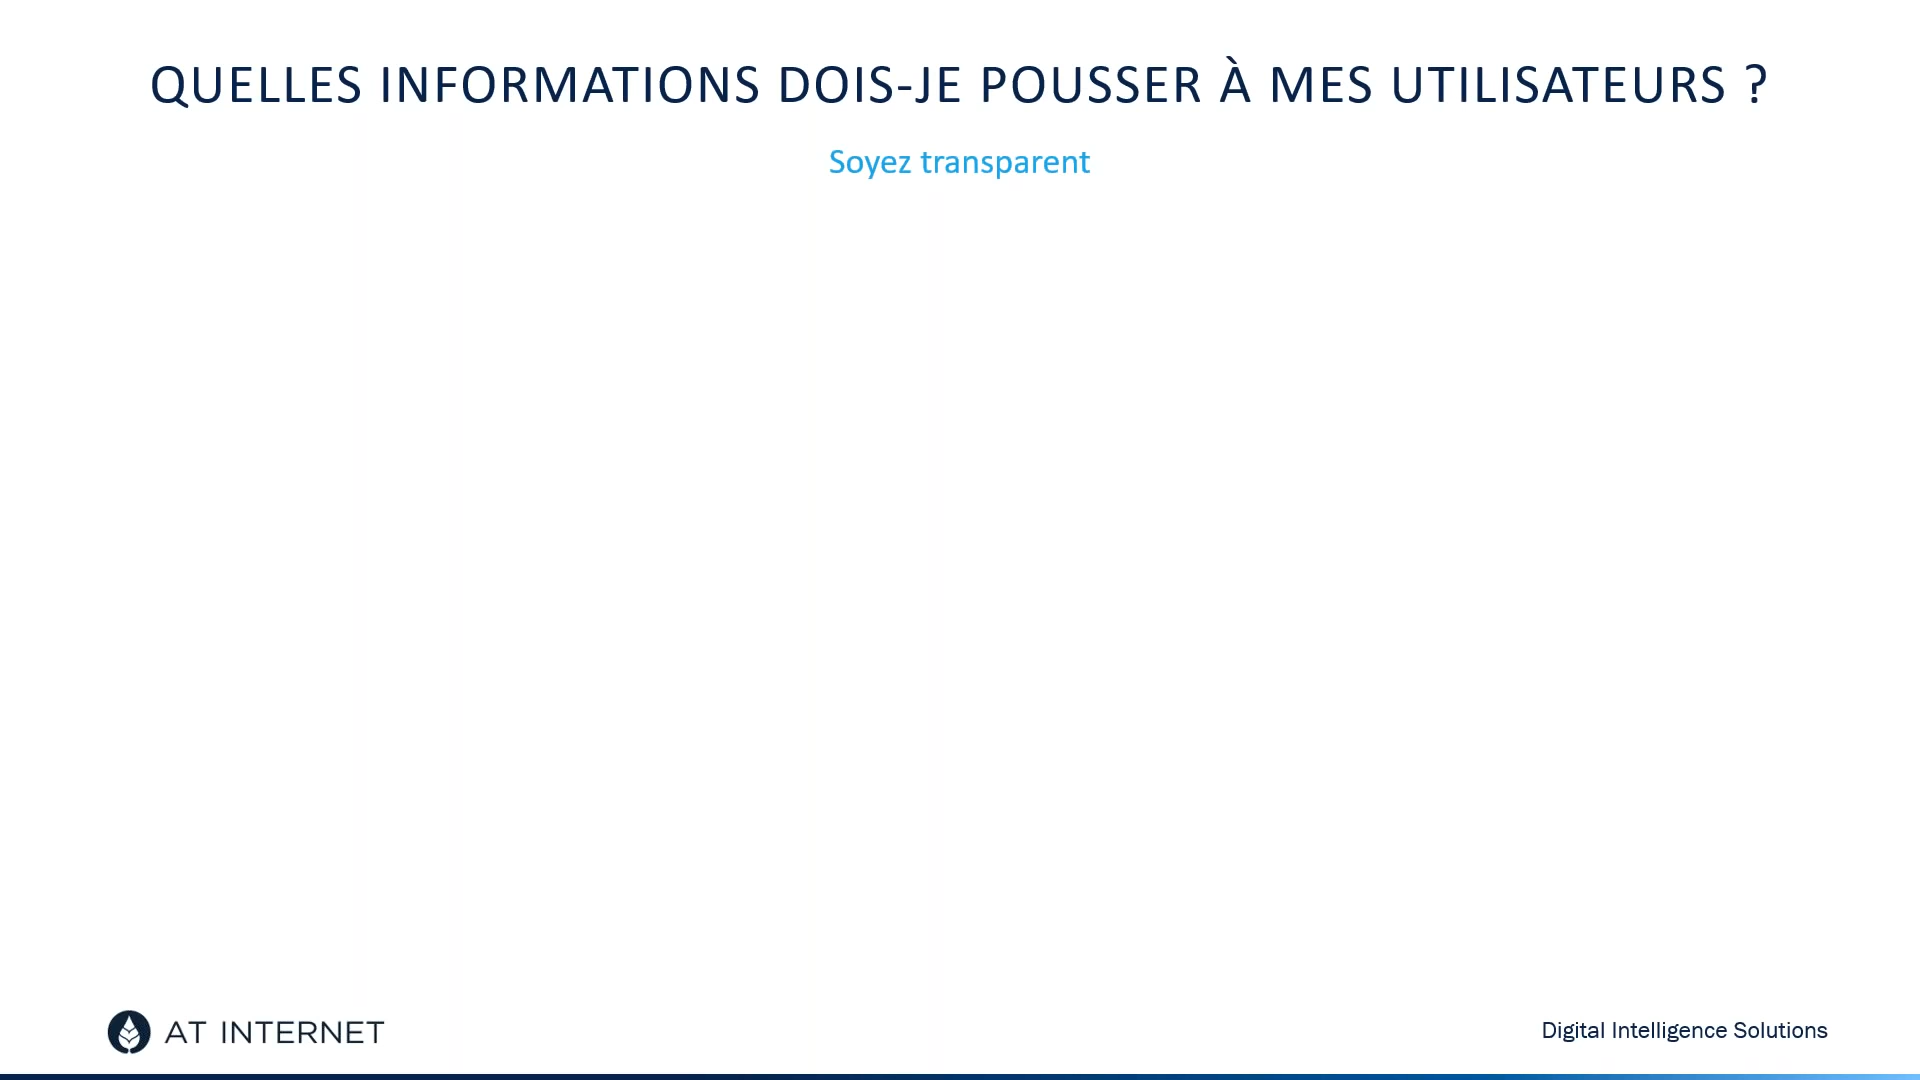 QUELLES INFORMATIONS DOIS-JE POUSSER À MES UTILISATEURS ?
Soyez transparent
AT INTERNET
Digital Intelligence Solutions